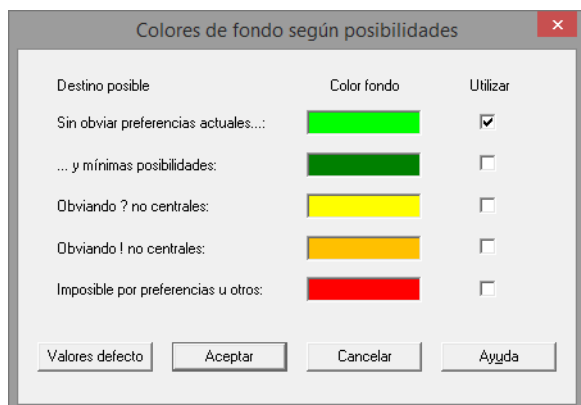 Colores de fondo según posibilidades
Destino posible Color fondo Utilizar
Sin obviar preferencias actuales...:
... y mínimas posibilidades:
Obviando ? no centrales:
Obviando ! no centrales:
Imposible por preferencias u otros:
Valores defecto Aceptar Cancelar Ayuda